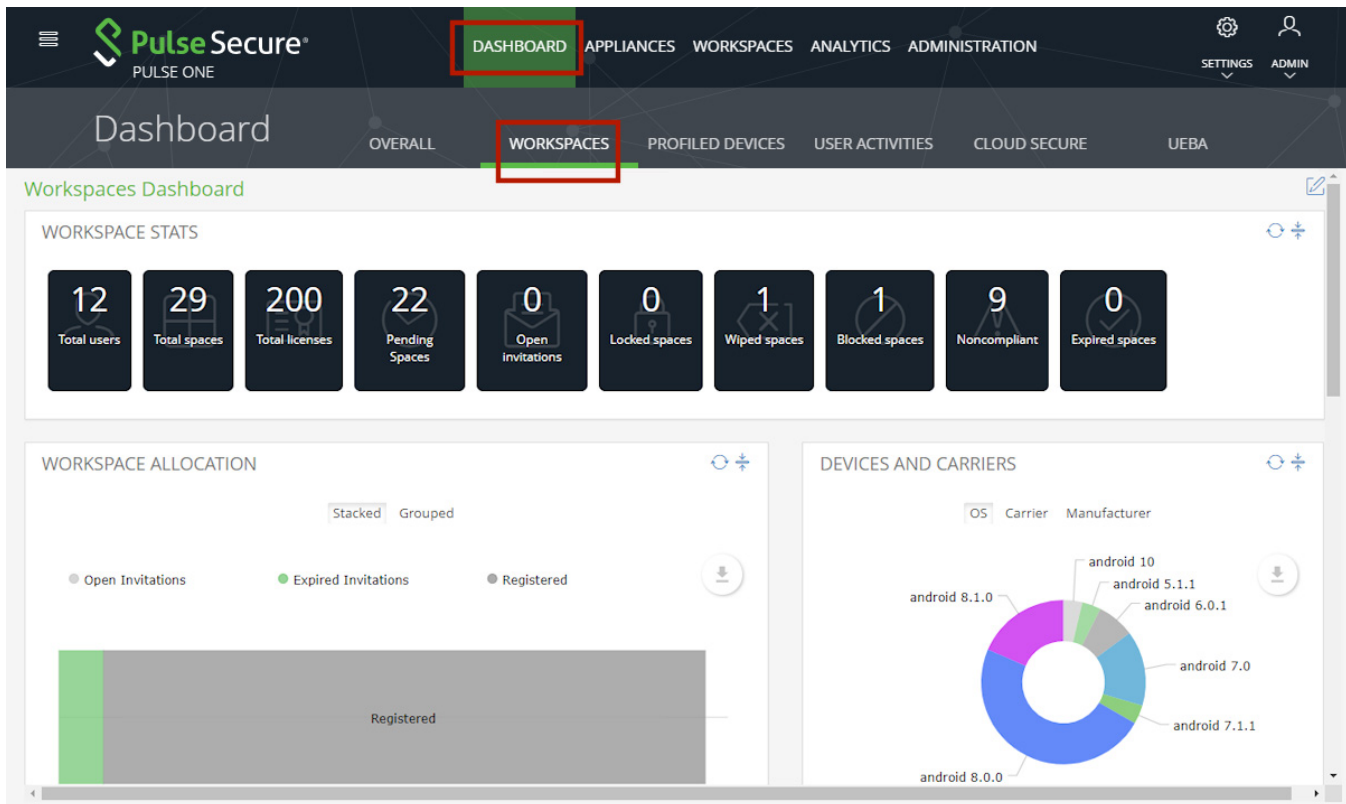 Pulse Secure®
PULSE ONE
DASHBOARD APPLIANCES WORKSPACES ANALYTICS ADMINISTRATION
SETTINGS ADMIN
Dashboard
OVERALL WORKSPACES PROFILED DEVICES USER ACTIVITIES CLOUD SECURE UEBA
Workspaces Dashboard
WORKSPACE STATS
12 29 200 22 0 0 1 1 9 0
Total users Total spaces Total licenses Pending Spaces Open invitations Locked spaces Wiped spaces Blocked spaces Noncompliant Expired spaces
WORKSPACE ALLOCATION
Stacked Grouped
Open Invitations Expired Invitations Registered
Registered
DEVICES AND CARRIERS
OS Carrier Manufacturer
android 10
android 5.1.1
android 8.1.0
android 6.0.1
android 7.0
android 7.1.1
android 8.0.0